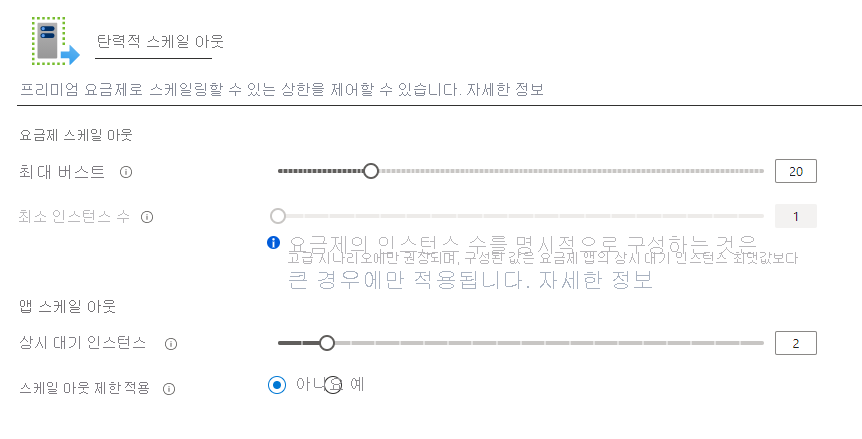 탄력적 스케일 아웃
프리미엄 요금제로 스케일링할 수 있는 상한을 제어할 수 있습니다. 자세한 정보
요금제 스케일 아웃
최대 버스트 20
최소 인스턴스 수 1
요금제의 인스턴스 수를 명시적으로 구성하는 것은
고급 시나리오에만 권장되며, 구성된 값은 요금제 앱의 상시 대기 인스턴스 최댓값보다
큰 경우에만 적용됩니다. 자세한 정보
앱 스케일 아웃
상시 대기 인스턴스 2
스케일 아웃 제한 적용 아니요 예